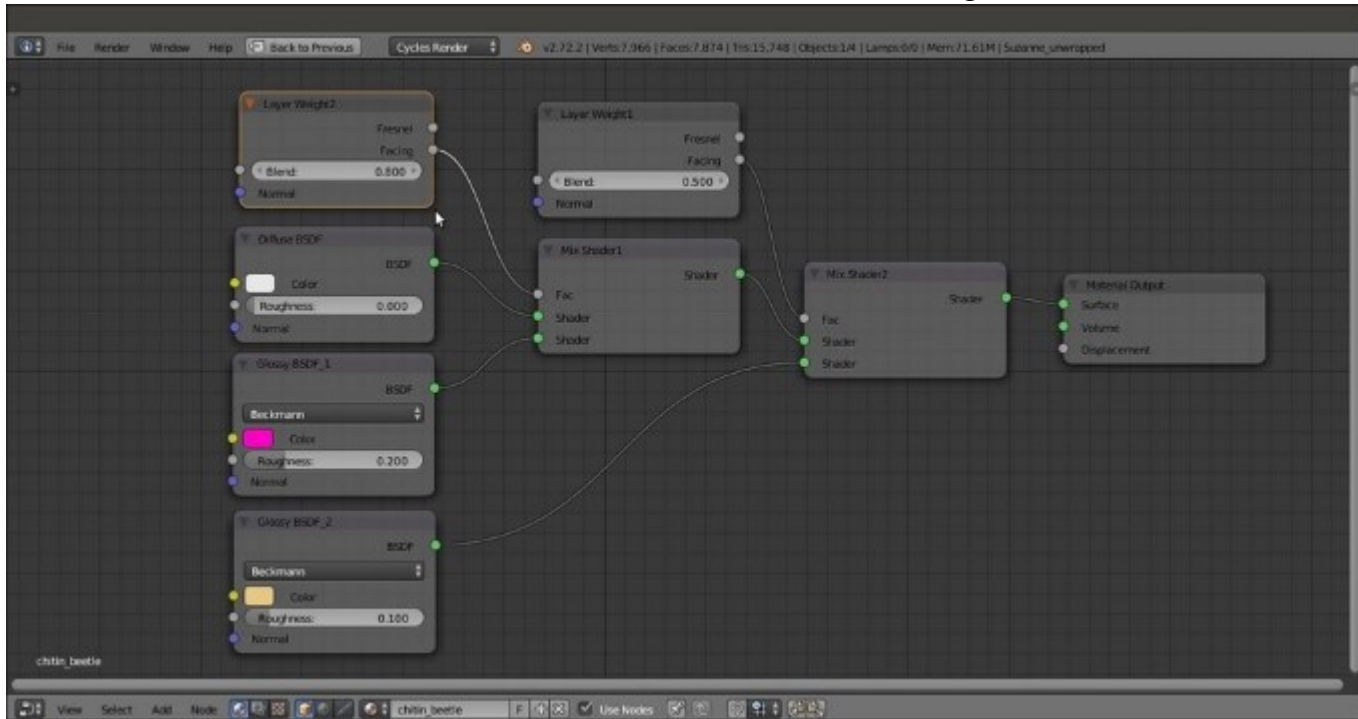 File Render Window Help Back to Previous Cycles Render v2.72.2 | Verts:7,966 | Faces:7,874 | Tris:15,748 | Objects:1/4 | Lamps:0/0 | Mem:71.61M | Suzanne_unwrapped
Layer Weight2
Fresnel
Facing
Blend: 0.800
Normal
Layer Weight1
Fresnel
Facing
Blend: 0.500
Normal
Diffuse BSDF
BSDF
Color
Roughness: 0.000
Normal
Mix Shader1
Shader
Fac
Shader
Shader
Mix Shader2
Shader
Fac
Shader
Shader
Material Output
Surface
Volume
Displacement
Glossy BSDF_1
BSDF
Beckmann
Color
Roughness: 0.200
Normal
Glossy BSDF_2
BSDF
Beckmann
Color
Roughness: 0.100
Normal
chitin_beetle
View Select Add Node chitin_beetle F Use Nodes